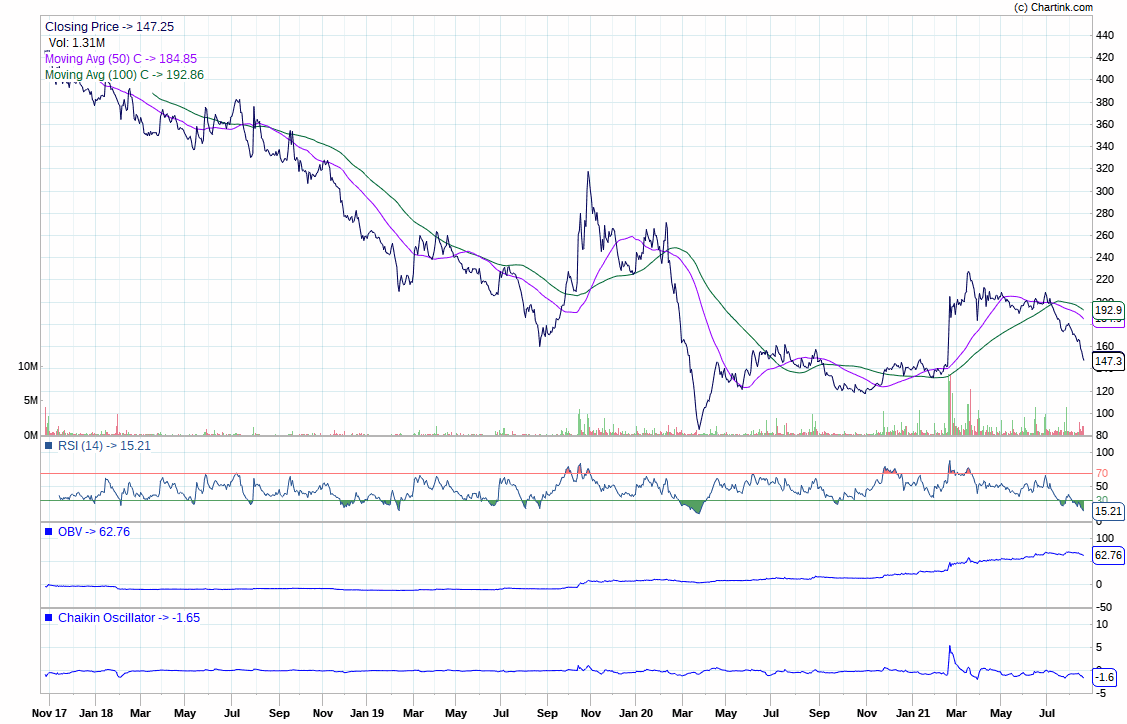 (c) Chartink.com
Closing Price -> 147.25
Vol: 1.31M
Moving Avg (50) C -> 184.85
Moving Avg (100) C -> 192.86
440
420
400
380
360
340
320
300
280
260
240
220
200
192.9
160
147.3
120
100
80
10M
5M
0M
RSI (14) -> 15.21
100
70
50
30
15.21
0
OBV -> 62.76
100
62.76
0
-50
Chaikin Oscillator -> -1.65
10
5
0
-1.6
-5
Nov 17 Jan 18 Mar May Jul Sep Nov Jan 19 Mar May Jul Sep Nov Jan 20 Mar May Jul Sep Nov Jan 21 Mar May Jul